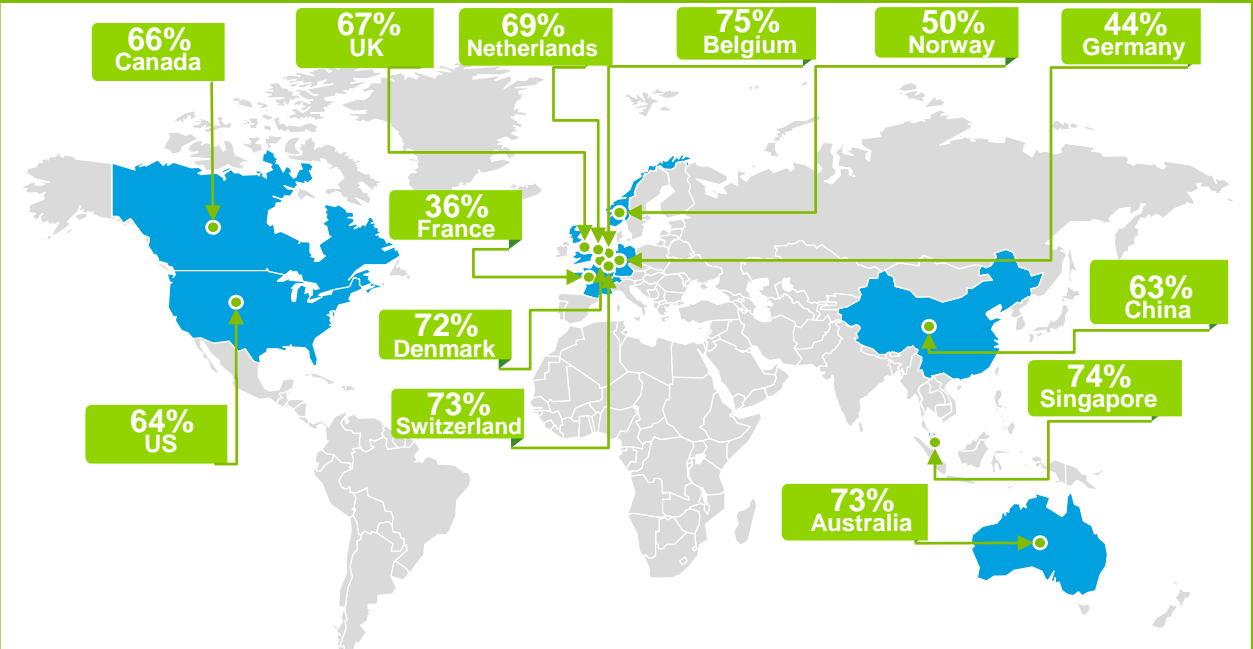 66%
Canada
67%
UK
69%
Netherlands
75%
Belgium
50%
Norway
44%
Germany
36%
France
63%
China
72%
Denmark
74%
Singapore
73%
Switzerland
64%
US
73%
Australia